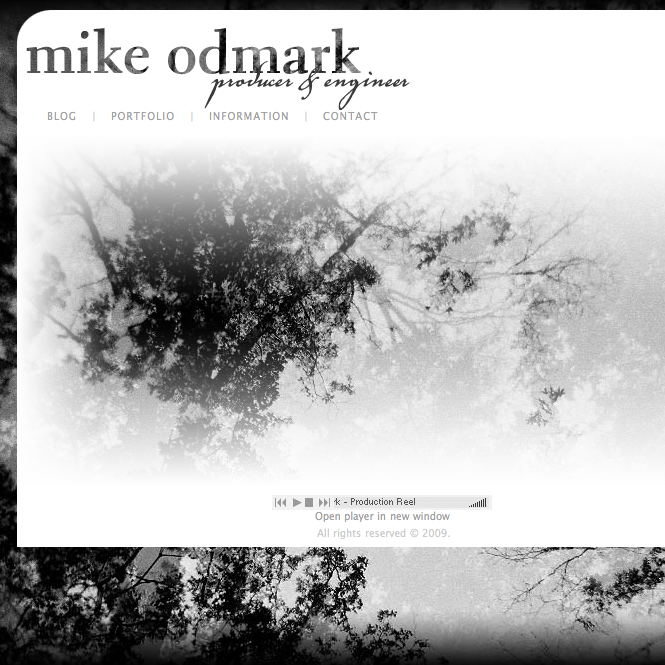 mike odmark
producer & engineer
BLOG | PORTFOLIO | INFORMATION | CONTACT
- Production Reel
Open player in new window
All rights reserved © 2009.